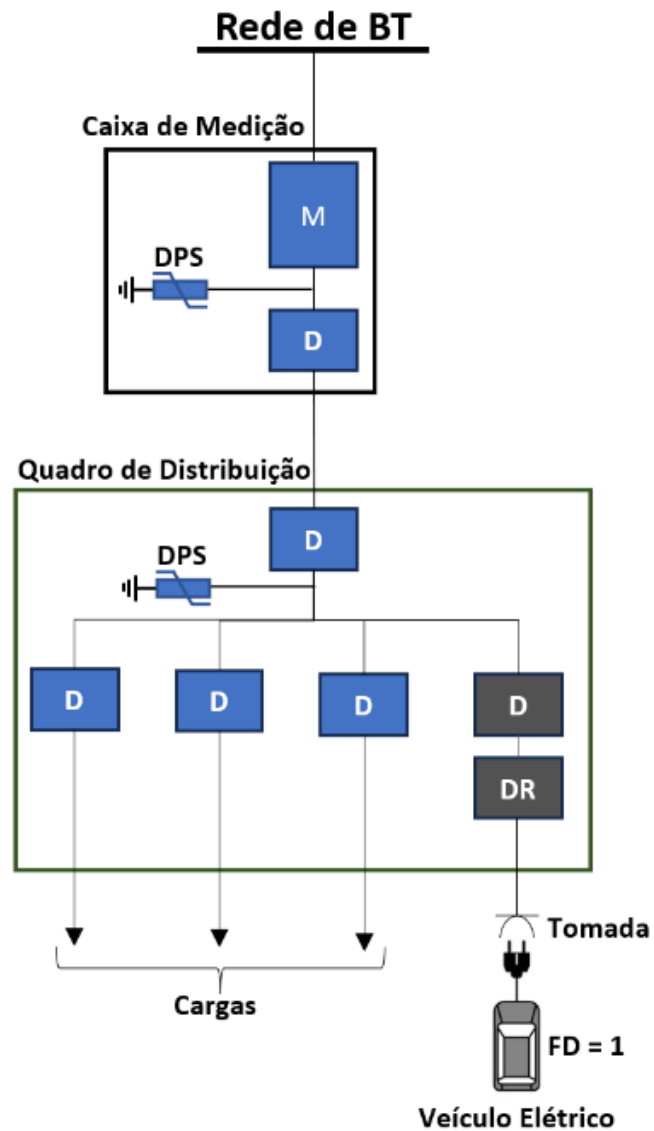 Rede de BT
Caixa de Medição
M
DPS
D
Quadro de Distribuição
D
DPS
D D D D
DR
Tomada
Cargas
FD = 1
Veículo Elétrico